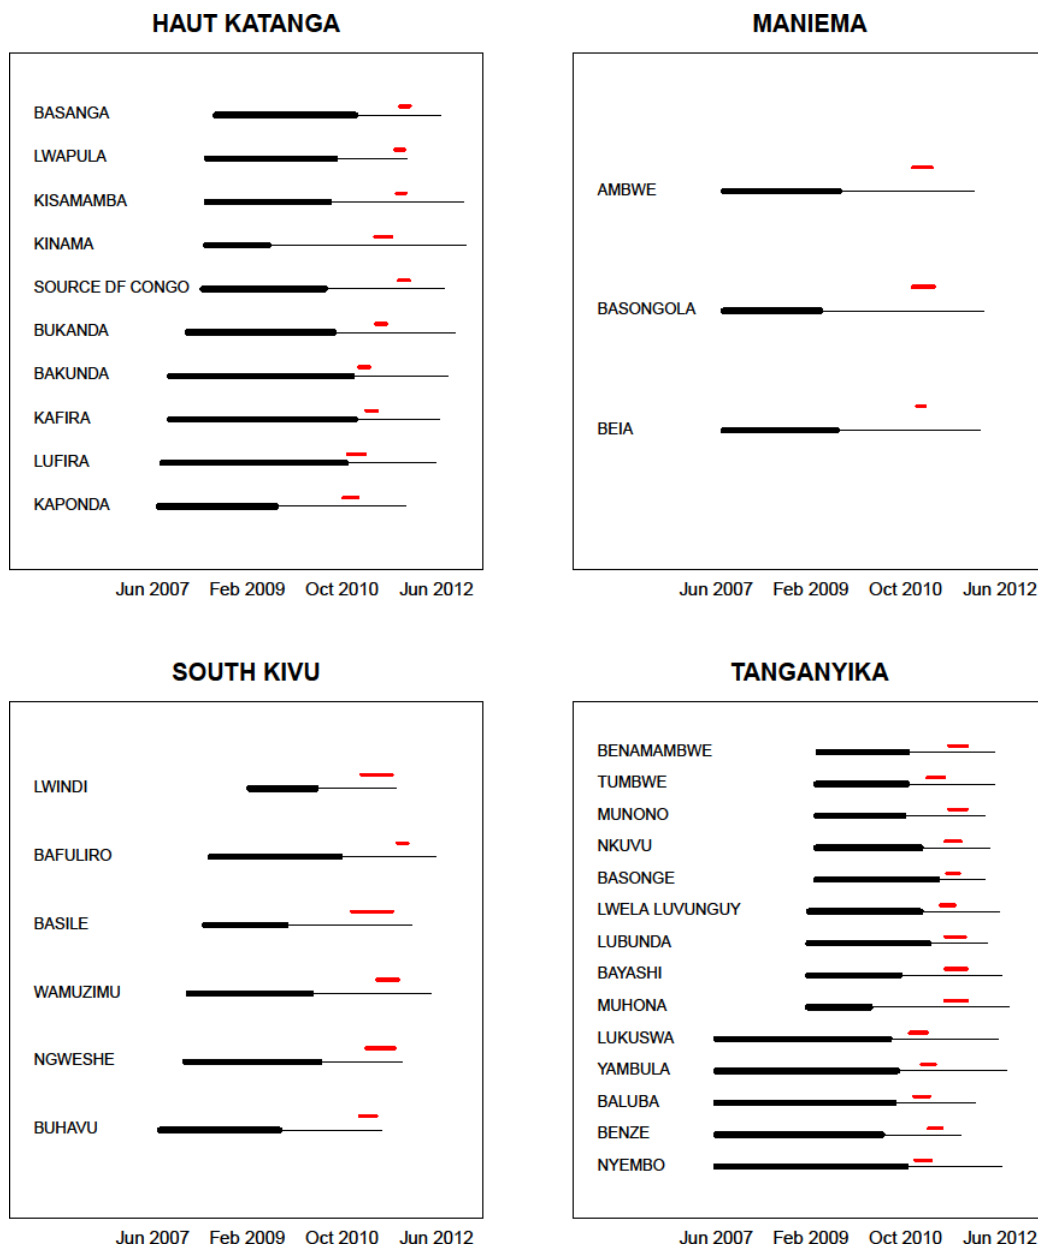 HAUT KATANGA
BASANGA
LWAPULA
KISAMAMBA
KINAMA
SOURCE DF CONGO
BUKANDA
BAKUNDA
KAFIRA
LUFIRA
KAPONDA
Jun 2007 Feb 2009 Oct 2010 Jun 2012
MANIEMA
AMBWE
BASONGOLA
BEIA
Jun 2007 Feb 2009 Oct 2010 Jun 2012
SOUTH KIVU
LWINDI
BAFULIRO
BASILE
WAMUZIMU
NGWESHE
BUHAVU
Jun 2007 Feb 2009 Oct 2010 Jun 2012
TANGANYIKA
BENAMAMBWE
TUMBWE
MUNONO
NKUVU
BASONGE
LWELA LUVUNGUY
LUBUNDA
BAYASHI
MUHONA
LUKUSWA
YAMBULA
BALUBA
BENZE
NYEMBO
Jun 2007 Feb 2009 Oct 2010 Jun 2012